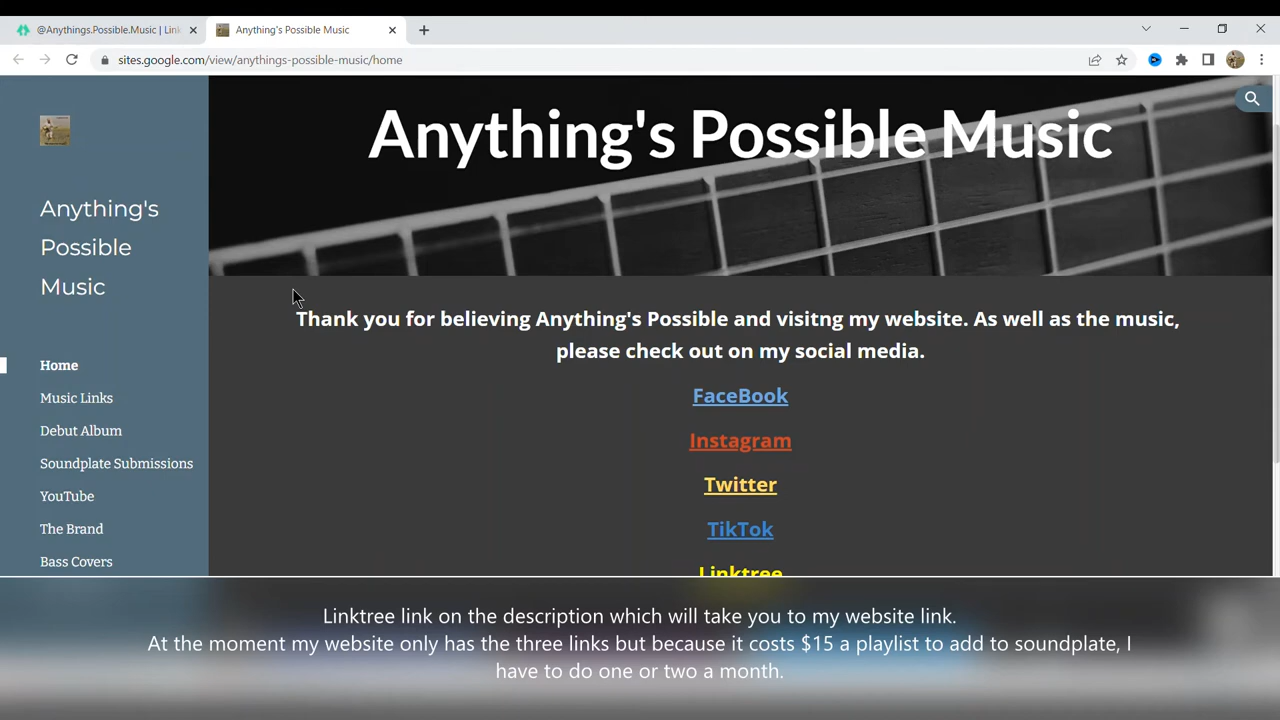 @Anythings.Possible.Music | Link
Anything's Possible Music
sites.google.com/view/anythings-possible-music/home
Anything's
Possible
Music
Home
Music Links
Debut Album
Soundplate Submissions
YouTube
The Brand
Bass Covers
Anything's Possible Music
Thank you for believing Anything's Possible and visitng my website. As well as the music,
please check out on my social media.
FaceBook
Instagram
Twitter
TikTok
Linktree
Linktree link on the description which will take you to my website link.
At the moment my website only has the three links but because it costs $15 a playlist to add to soundplate, I
have to do one or two a month.